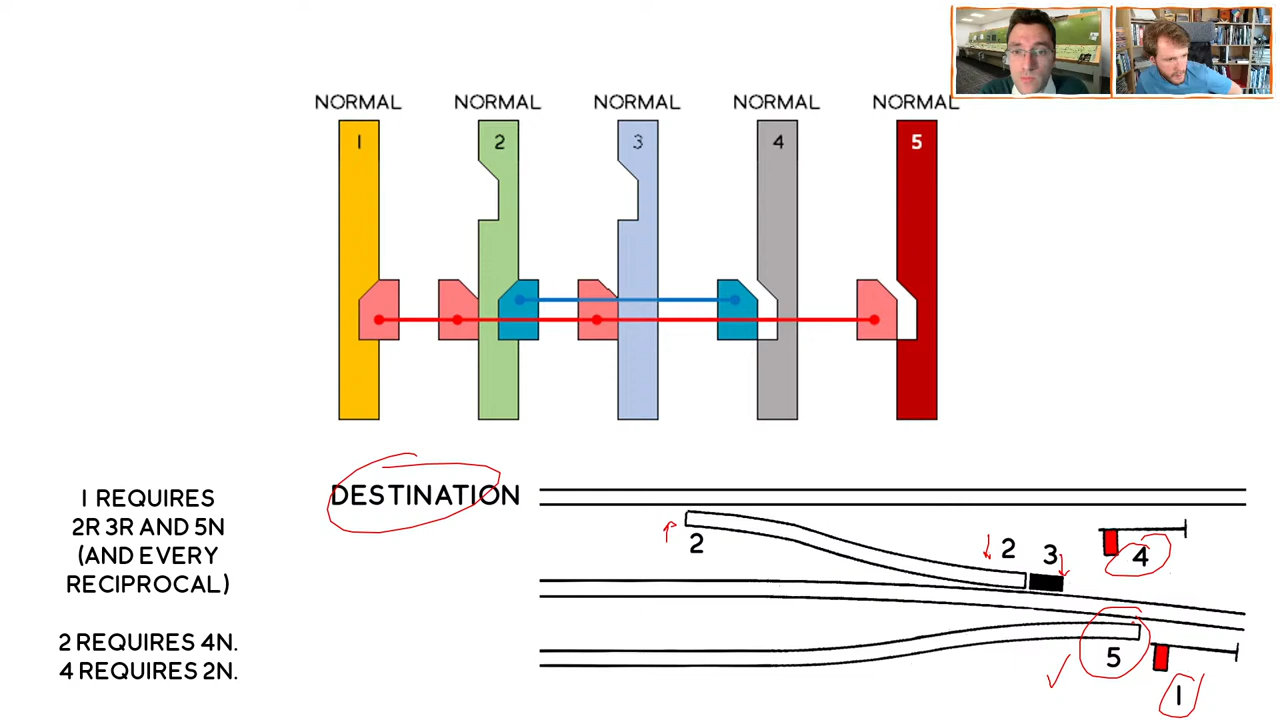 NORMAL NORMAL NORMAL NORMAL NORMAL
1 2 3 4 5
1 REQUIRES
2R 3R AND 5N
(AND EVERY
RECIPROCAL)
2 REQUIRES 4N.
4 REQUIRES 2N.
DESTINATION
2 2 3 4
5
1